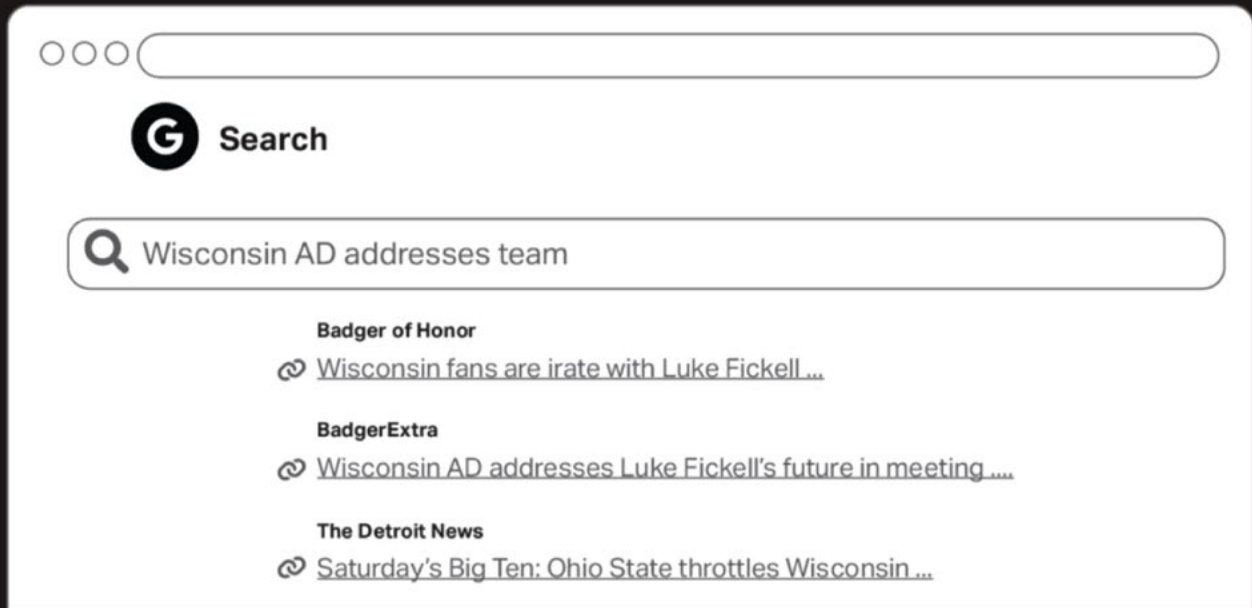 G Search
Wisconsin AD addresses team
Badger of Honor
Wisconsin fans are irate with Luke Fickell ...
BadgerExtra
Wisconsin AD addresses Luke Fickell's future in meeting ....
The Detroit News
Saturday's Big Ten: Ohio State throttles Wisconsin ...